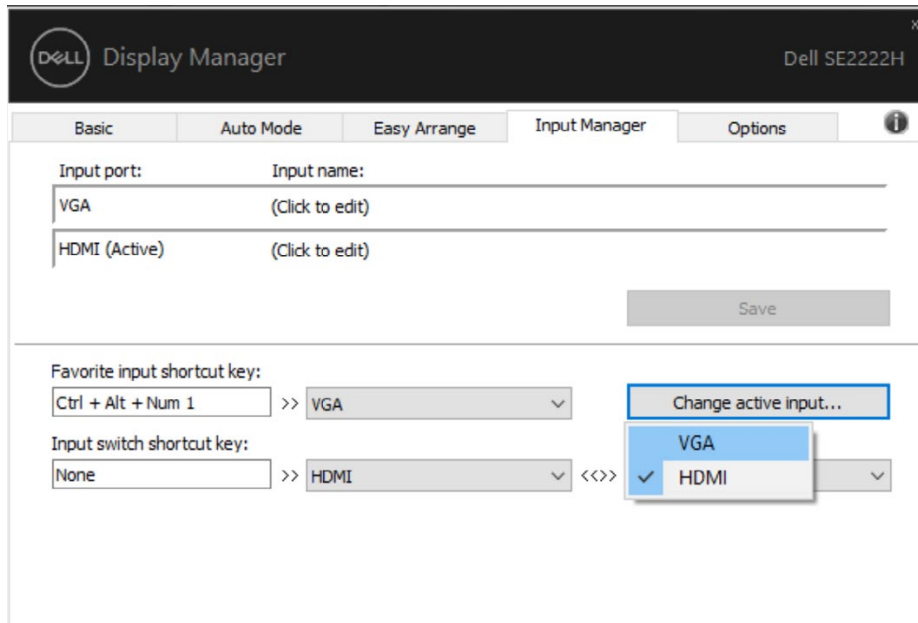 DELL Display Manager
Dell SE2222H
Basic Auto Mode Easy Arrange Input Manager Options
Input port: Input name:
VGA (Click to edit)
HDMI (Active) (Click to edit)
Save
Favorite input shortcut key:
Ctrl + Alt + Num 1 >> VGA Change active input...
Input switch shortcut key:
None >> HDMI <<>>
VGA
HDMI